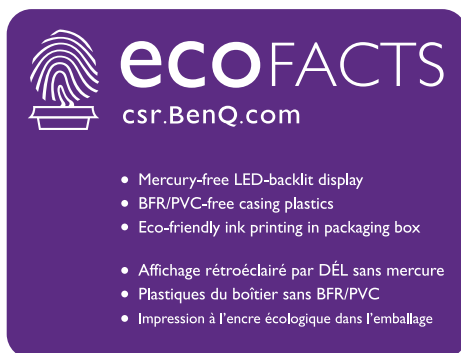 ecoFACTS
csr.BenQ.com
• Mercury-free LED-backlit display
• BFR/PVC-free casing plastics
• Eco-friendly ink printing in packaging box
• Affichage rétroéclairé par DÉL sans mercure
• Plastiques du boîtier sans BFR/PVC
• Impression à l'encre écologique dans l'emballage